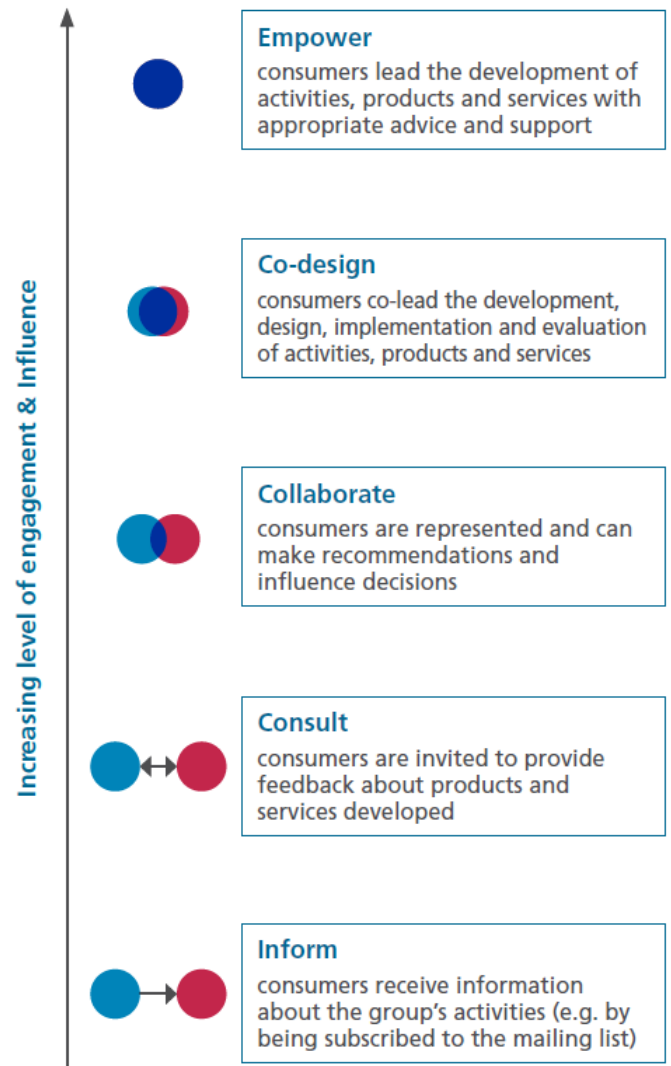 Empower
consumers lead the development of
activities, products and services with
appropriate advice and support
Co-design
consumers co-lead the development,
design, implementation and evaluation
of activities, products and services
Increasing level of engagement & Influence
Collaborate
consumers are represented and can
make recommendations and
influence decisions
Consult
consumers are invited to provide
feedback about products and
services developed
Inform
consumers receive information
about the group's activities (e.g. by
being subscribed to the mailing list)